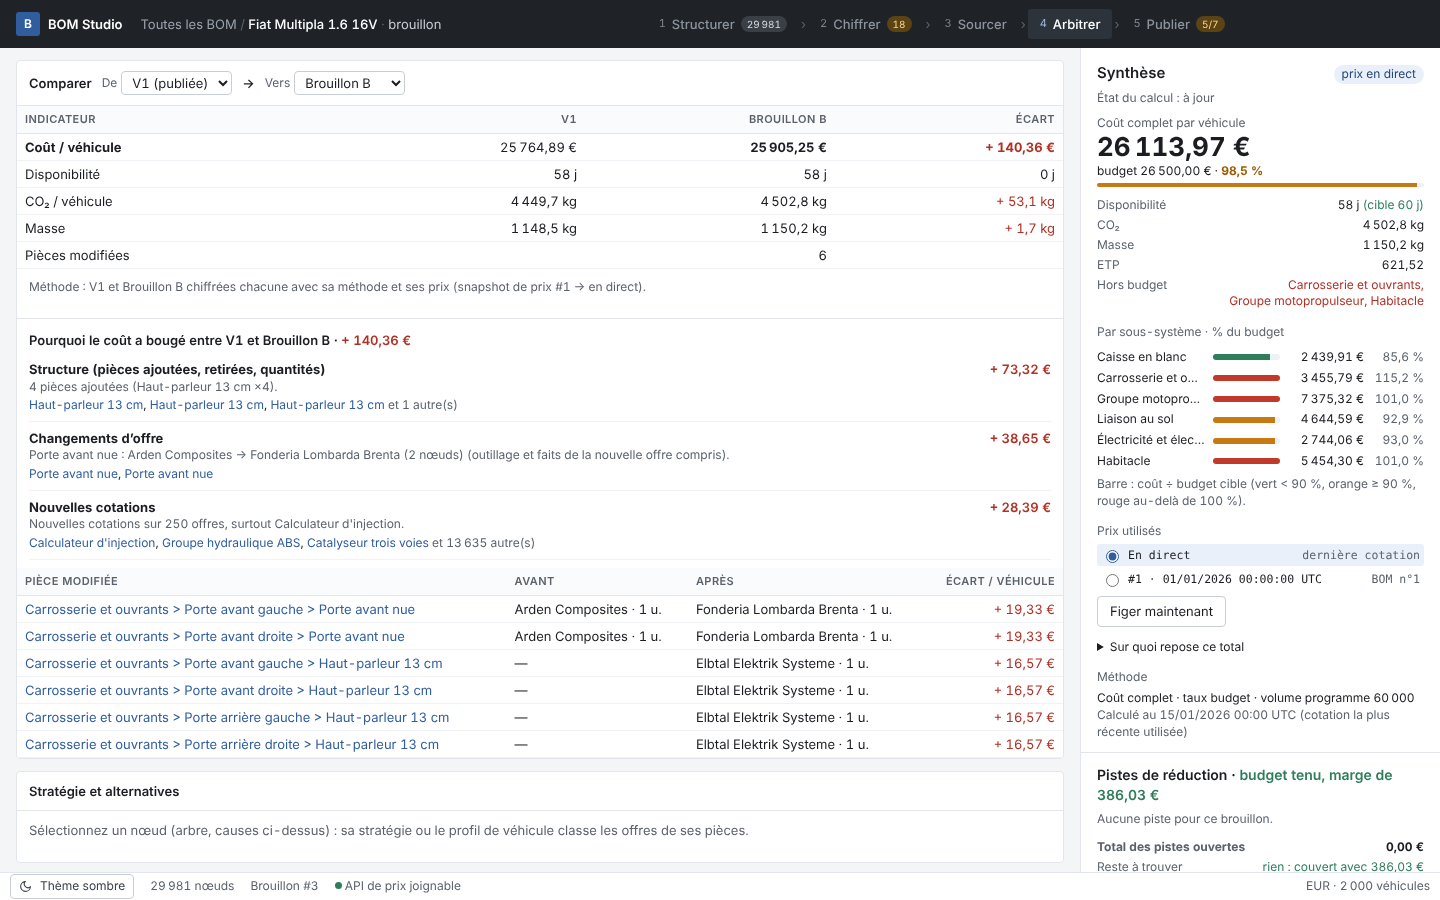 B BOM Studio Toutes les BOM / Fiat Multipla 1.6 16V · brouillon 1 Structurer 29 981 › 2 Chiffrer 18 › 3 Sourcer › 4 Arbitrer › 5 Publier 5/7
Comparer De V1 (publiée) → Vers Brouillon B
INDICATEUR V1 BROUILLON B ÉCART
Coût / véhicule 25 764,89 € 25 905,25 € + 140,36 €
Disponibilité 58 j 58 j 0 j
CO₂ / véhicule 4 449,7 kg 4 502,8 kg + 53,1 kg
Masse 1 148,5 kg 1 150,2 kg + 1,7 kg
Pièces modifiées 6
Méthode : V1 et Brouillon B chiffrées chacune avec sa méthode et ses prix (snapshot de prix #1 → en direct).
Pourquoi le coût a bougé entre V1 et Brouillon B · + 140,36 €
Structure (pièces ajoutées, retirées, quantités) + 73,32 €
4 pièces ajoutées (Haut-parleur 13 cm ×4).
Haut-parleur 13 cm, Haut-parleur 13 cm, Haut-parleur 13 cm et 1 autre(s)
Changements d’offre + 38,65 €
Porte avant nue : Arden Composites → Fonderia Lombarda Brenta (2 nœuds) (outillage et faits de la nouvelle offre compris).
Porte avant nue, Porte avant nue
Nouvelles cotations + 28,39 €
Nouvelles cotations sur 250 offres, surtout Calculateur d'injection.
Calculateur d'injection, Groupe hydraulique ABS, Catalyseur trois voies et 13 635 autre(s)
PIÈCE MODIFIÉE AVANT APRÈS ÉCART / VÉHICULE
Carrosserie et ouvrants > Porte avant gauche > Porte avant nue Arden Composites · 1 u. Fonderia Lombarda Brenta · 1 u. + 19,33 €
Carrosserie et ouvrants > Porte avant droite > Porte avant nue Arden Composites · 1 u. Fonderia Lombarda Brenta · 1 u. + 19,33 €
Carrosserie et ouvrants > Porte avant gauche > Haut-parleur 13 cm — Elbtal Elektrik Systeme · 1 u. + 16,57 €
Carrosserie et ouvrants > Porte avant droite > Haut-parleur 13 cm — Elbtal Elektrik Systeme · 1 u. + 16,57 €
Carrosserie et ouvrants > Porte arrière gauche > Haut-parleur 13 cm — Elbtal Elektrik Systeme · 1 u. + 16,57 €
Carrosserie et ouvrants > Porte arrière droite > Haut-parleur 13 cm — Elbtal Elektrik Systeme · 1 u. + 16,57 €
Stratégie et alternatives
Sélectionnez un nœud (arbre, causes ci-dessus) : sa stratégie ou le profil de véhicule classe les offres de ses pièces.
Synthèse prix en direct
État du calcul : à jour
Coût complet par véhicule
26 113,97 €
budget 26 500,00 € · 98,5 %
Disponibilité 58 j (cible 60 j)
CO₂ 4 502,8 kg
Masse 1 150,2 kg
ETP 621,52
Hors budget Carrosserie et ouvrants,
Groupe motopropulseur, Habitacle
Par sous-système · % du budget
Caisse en blanc 2 439,91 € 85,6 %
Carrosserie et o... 3 455,79 € 115,2 %
Groupe motopro... 7 375,32 € 101,0 %
Liaison au sol 4 644,59 € 92,9 %
Électricité et élec... 2 744,06 € 93,0 %
Habitacle 5 454,30 € 101,0 %
Barre : coût ÷ budget cible (vert < 90 %, orange ≥ 90 %,
rouge au-delà de 100 %).
Prix utilisés
En direct dernière cotation
#1 · 01/01/2026 00:00:00 UTC BOM n°1
Figer maintenant
Sur quoi repose ce total
Méthode
Coût complet · taux budget · volume programme 60 000
Calculé au 15/01/2026 00:00 UTC (cotation la plus
récente utilisée)
Pistes de réduction · budget tenu, marge de
386,03 €
Aucune piste pour ce brouillon.
Total des pistes ouvertes 0,00 €
Reste à trouver rien : couvert avec 386,03 €
Thème sombre 29 981 nœuds Brouillon #3 API de prix joignable EUR · 2 000 véhicules